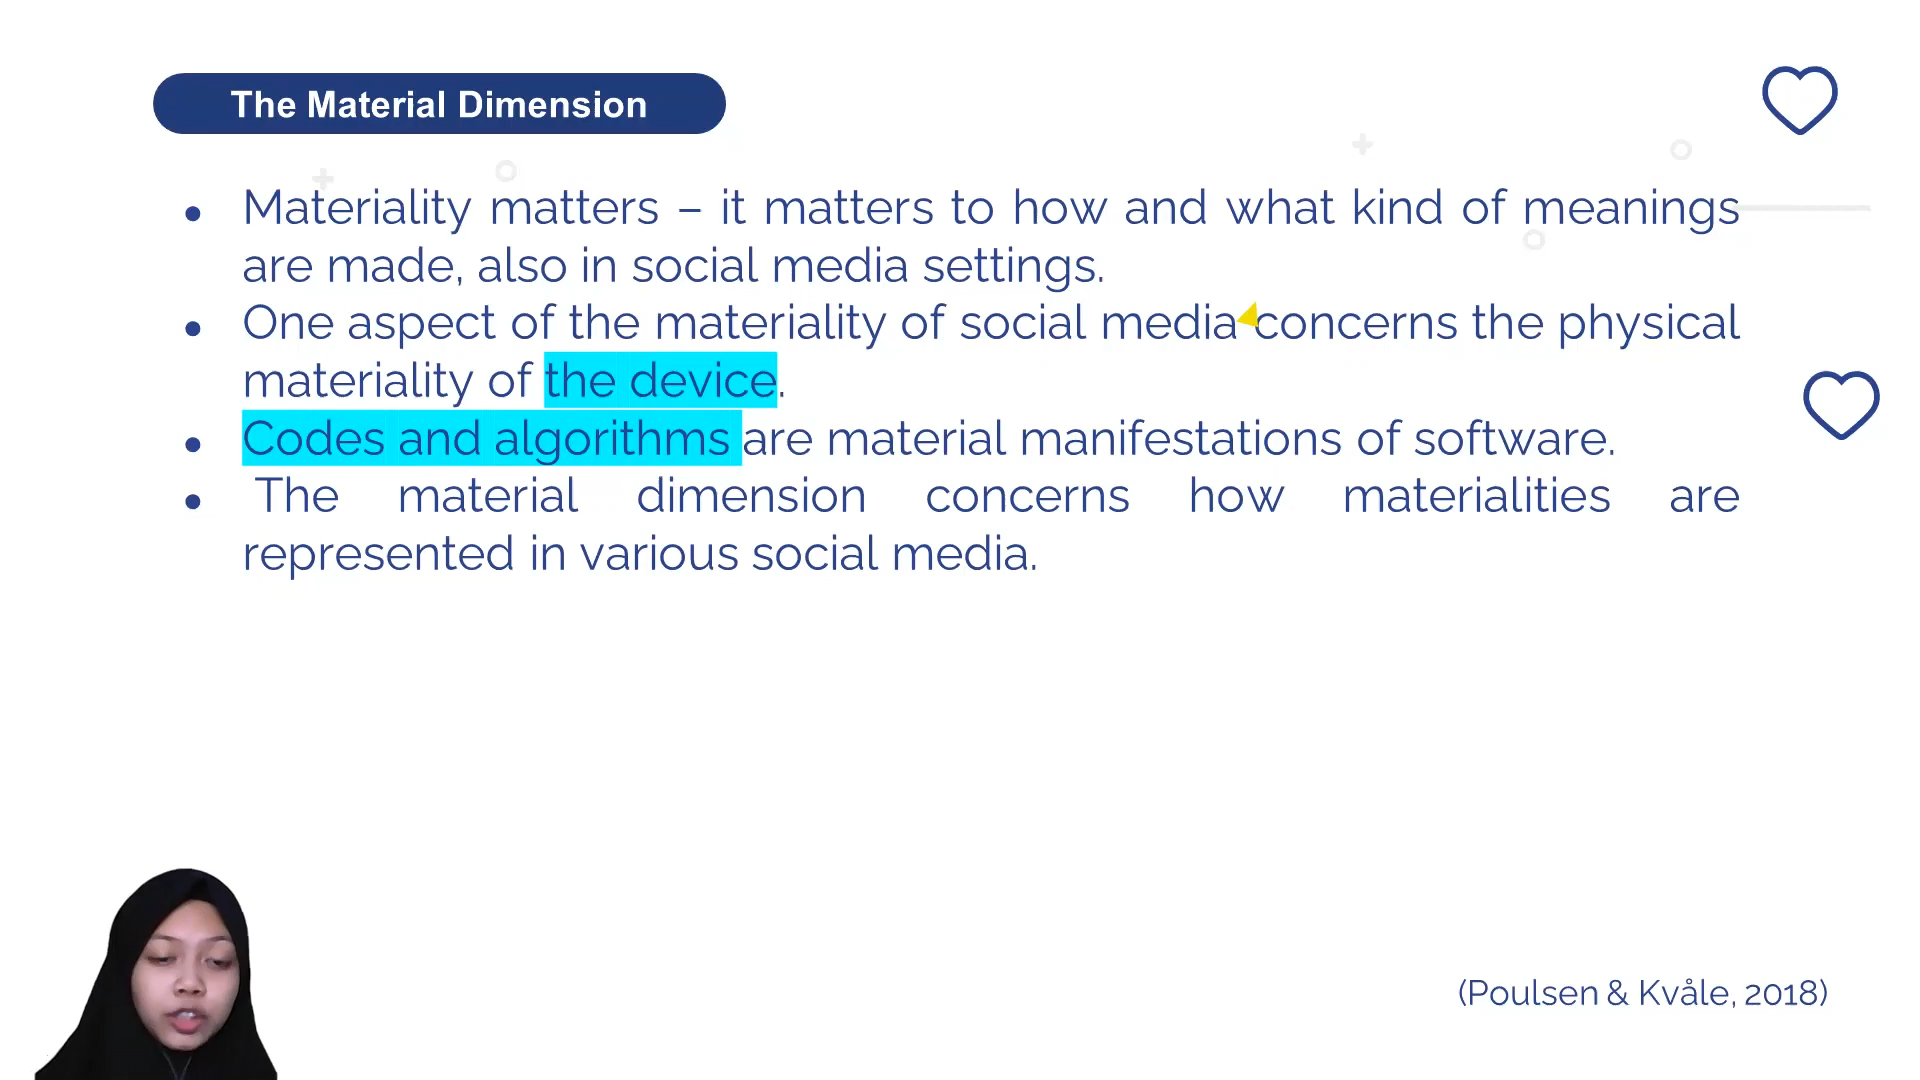 The Material Dimension
● Materiality matters – it matters to how and what kind of meanings
are made, also in social media settings.
● One aspect of the materiality of social media concerns the physical
materiality of the device.
● Codes and algorithms are material manifestations of software.
● The material dimension concerns how materialities are
represented in various social media.
(Poulsen & Kvåle, 2018)